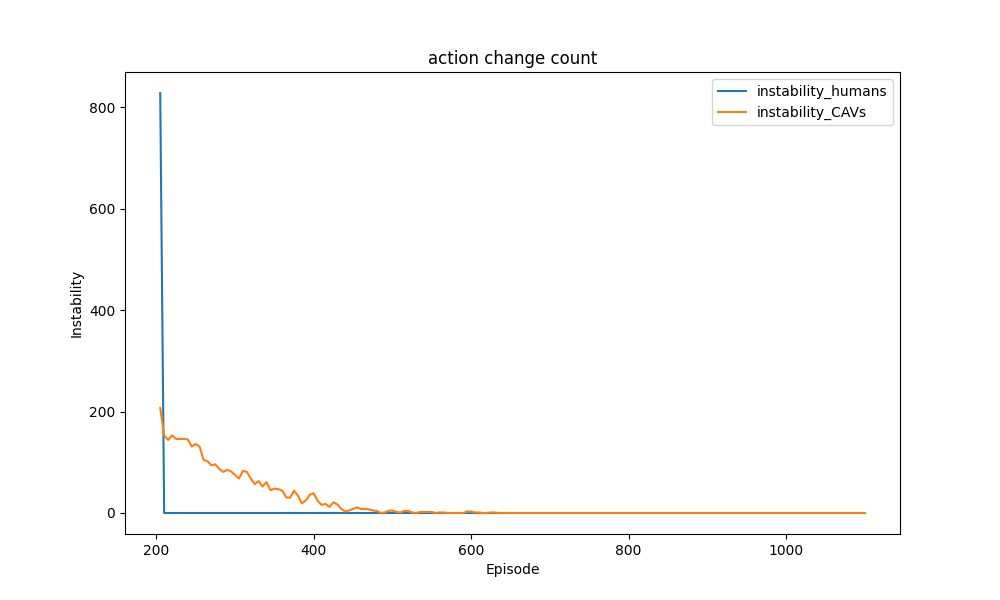 action change count
instability_humans
instability_CAVs
800
600
400
200
0
Instability
200 400 600 800 1000
Episode